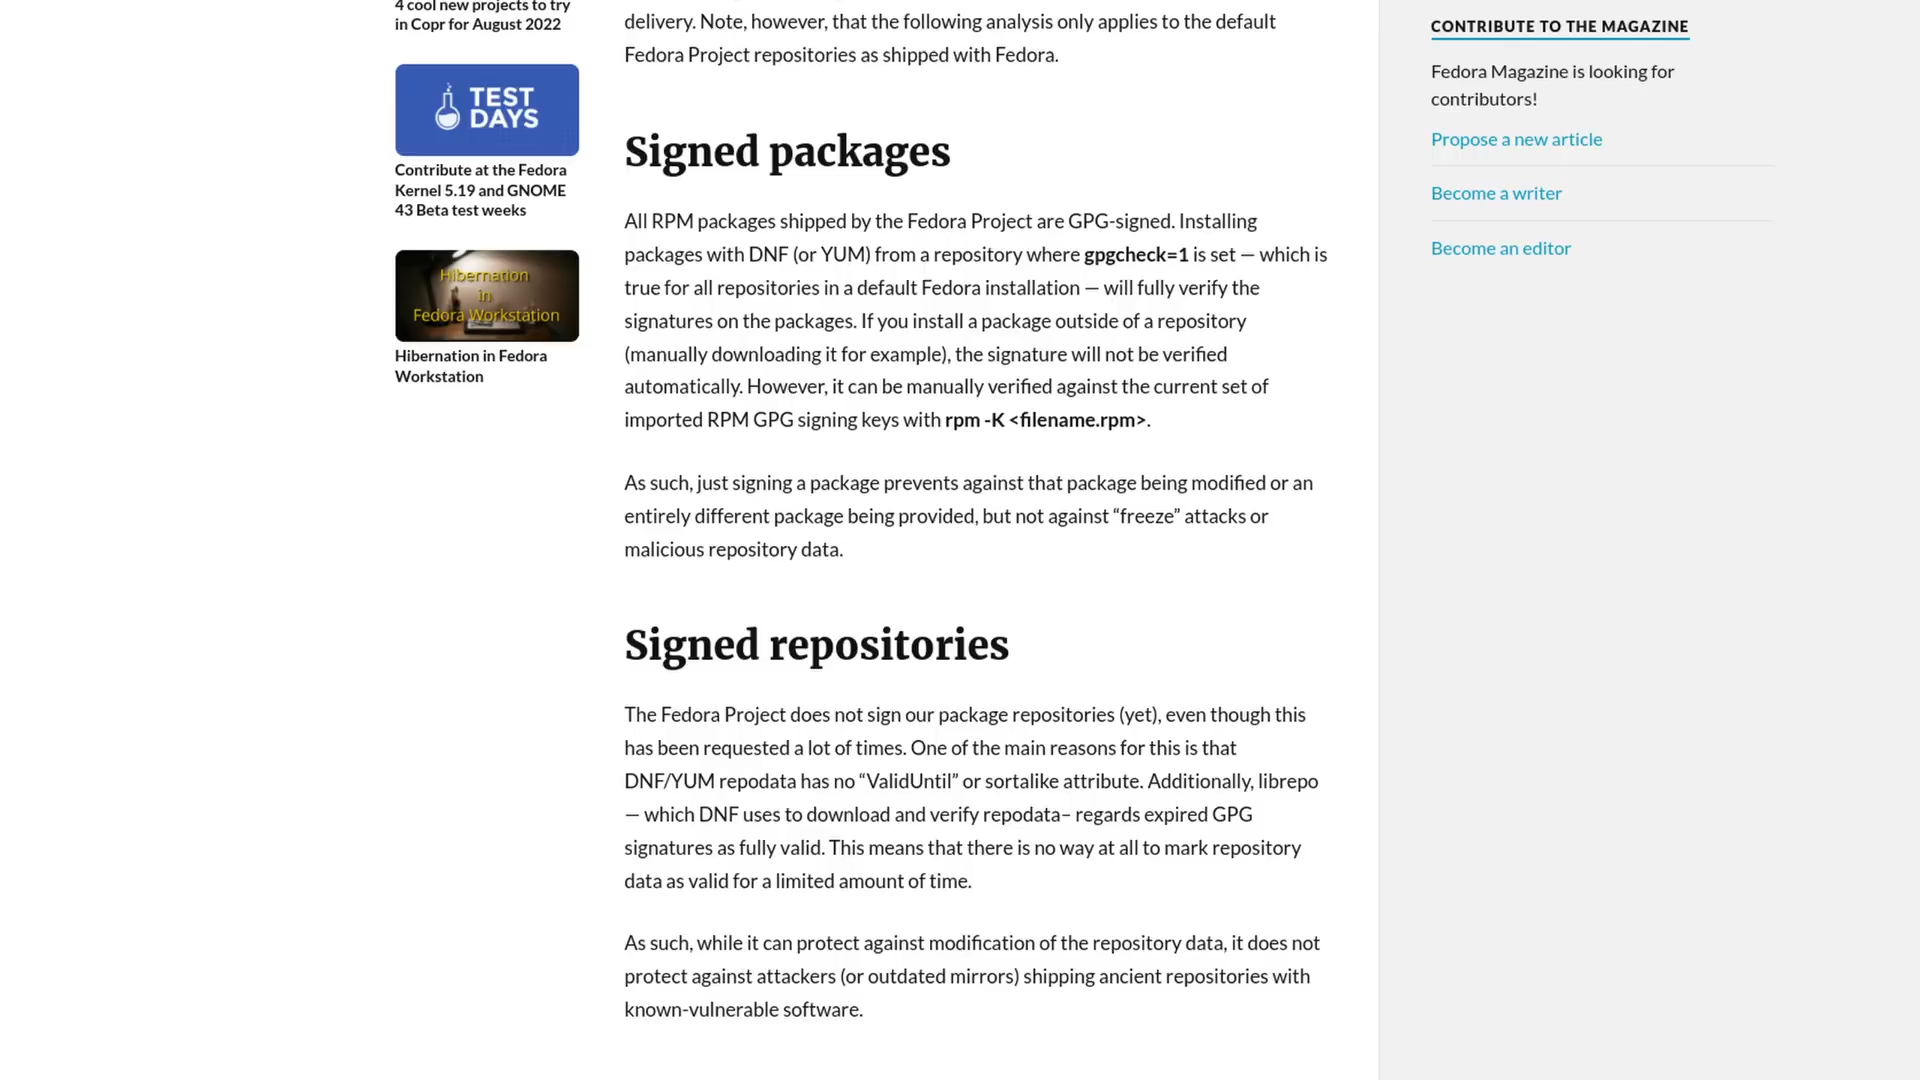 4 cool new projects to try
in Copr for August 2022
TEST
DAYS
Contribute at the Fedora
Kernel 5.19 and GNOME
43 Beta test weeks
Hibernation
in
Fedora Workstation
Hibernation in Fedora
Workstation
delivery. Note, however, that the following analysis only applies to the default
Fedora Project repositories as shipped with Fedora.
Signed packages
All RPM packages shipped by the Fedora Project are GPG-signed. Installing
packages with DNF (or YUM) from a repository where gpgcheck=1 is set — which is
true for all repositories in a default Fedora installation — will fully verify the
signatures on the packages. If you install a package outside of a repository
(manually downloading it for example), the signature will not be verified
automatically. However, it can be manually verified against the current set of
imported RPM GPG signing keys with rpm -K <filename.rpm>.
As such, just signing a package prevents against that package being modified or an
entirely different package being provided, but not against “freeze” attacks or
malicious repository data.
Signed repositories
The Fedora Project does not sign our package repositories (yet), even though this
has been requested a lot of times. One of the main reasons for this is that
DNF/YUM repodata has no “ValidUntil” or sortalike attribute. Additionally, librepo
— which DNF uses to download and verify repodata– regards expired GPG
signatures as fully valid. This means that there is no way at all to mark repository
data as valid for a limited amount of time.
As such, while it can protect against modification of the repository data, it does not
protect against attackers (or outdated mirrors) shipping ancient repositories with
known-vulnerable software.
CONTRIBUTE TO THE MAGAZINE
Fedora Magazine is looking for
contributors!
Propose a new article
Become a writer
Become an editor